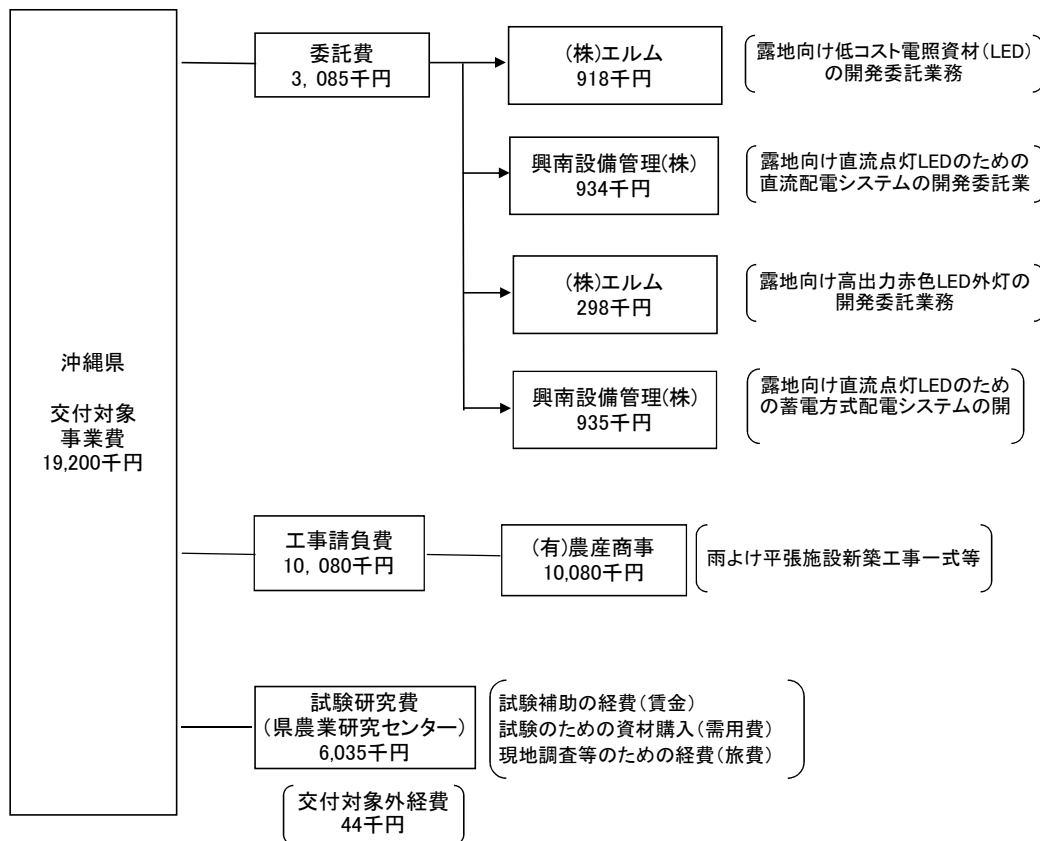 沖縄県
交付対象
事業費
19,200千円
委託費
3，085千円
(株)エルム
918千円
露地向け低コスト電照資材(LED)
の開発委託業務
興南設備管理(株)
934千円
露地向け直流点灯LEDのための
直流配電システムの開発委託業
(株)エルム
298千円
露地向け高出力赤色LED外灯の
開発委託業務
興南設備管理(株)
935千円
露地向け直流点灯LEDのため
の蓄電方式配電システムの開
工事請負費
10，080千円
(有)農産商事
10,080千円
雨よけ平張施設新築工事一式等
試験研究費
(県農業研究センター)
6,035千円
試験補助の経費(賃金)
試験のための資材購入(需用費)
現地調査等のための経費(旅費)
交付対象外経費
44千円